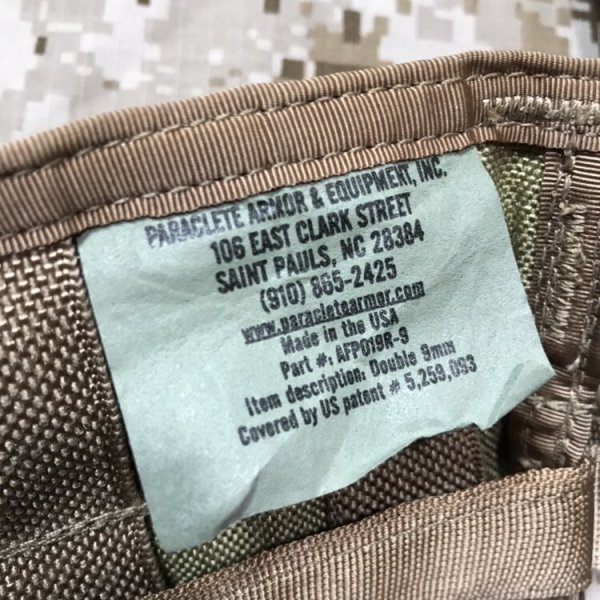 PARACLETE ARMOR & EQUIPMENT, INC.
106 EAST CLARK STREET
SAINT PAULS, NC 28384
(910) 865-2425
www.paracletearmor.com
Made in the USA
Part #: AFP019R-9
Item description: Double 9mm
Covered by US patent # 5,259,093